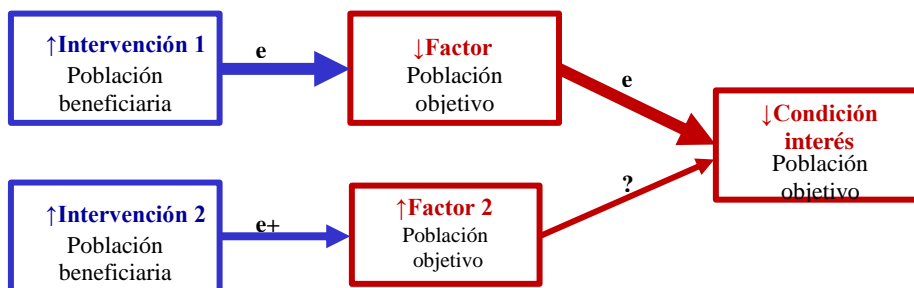 ↑Intervención 1
Población
beneficiaria
e
↓Factor
Población
objetivo
e
↓Condición
interés
Población
objetivo
↑Intervención 2
Población
beneficiaria
e+
↑Factor 2
Población
objetivo
?